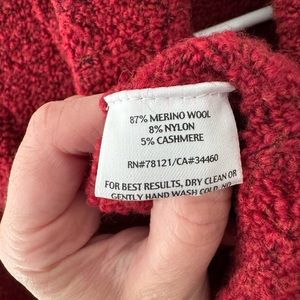 87% MERINO WOOL
8% NYLON
5% CASHMERE
RN#78121/CA#34460
FOR BEST RESULTS, DRY CLEAN OR
GENTLY HAND WASH COLD,